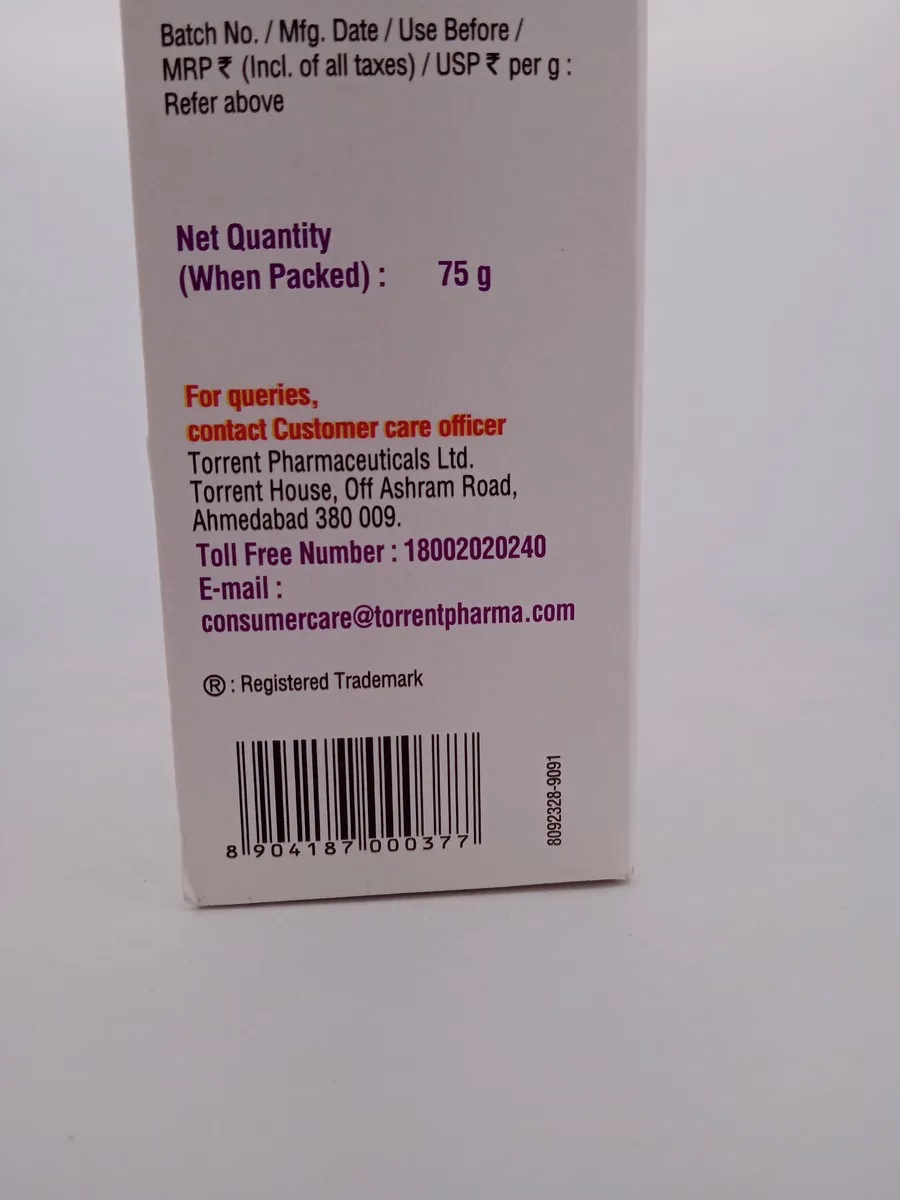 Batch No. / Mfg. Date / Use Before /
MRP ₹ (Incl. of all taxes) / USP ₹ per g :
Refer above
Net Quantity
(When Packed) : 75 g
For queries,
contact Customer care officer
Torrent Pharmaceuticals Ltd.
Torrent House, Off Ashram Road,
Ahmedabad 380 009.
Toll Free Number : 18002020240
E-mail :
consumercare@torrentpharma.com
® : Registered Trademark
8 904187 000377
8092328-9091